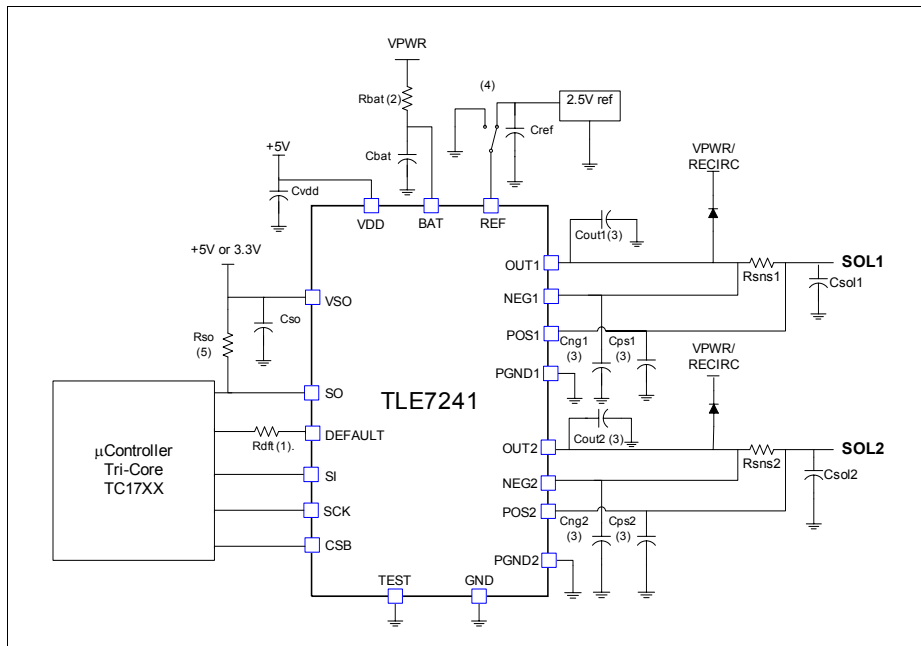 VPWR
Rbat (2)
Cbat
(4)
Cref
2.5V ref
+5V
Cvdd
VPWR/
RECIRC
VDD
BAT
REF
Cout1(3)
OUT1
Rsns1
SOL1
Csol1
+5V or 3.3V
NEG1
VSO
Cso
Rso
(5)
POS1
Cng1
(3)
Cps1
(3)
VPWR/
RECIRC
PGND1
SO
TLE7241
µController
Tri-Core
TC17XX
Rdft (1).
DEFAULT
Cout2 (3)
OUT2
Rsns2
SOL2
Csol2
SI
NEG2
SCK
POS2
Cng2
(3)
Cps2
(3)
CSB
PGND2
TEST
GND